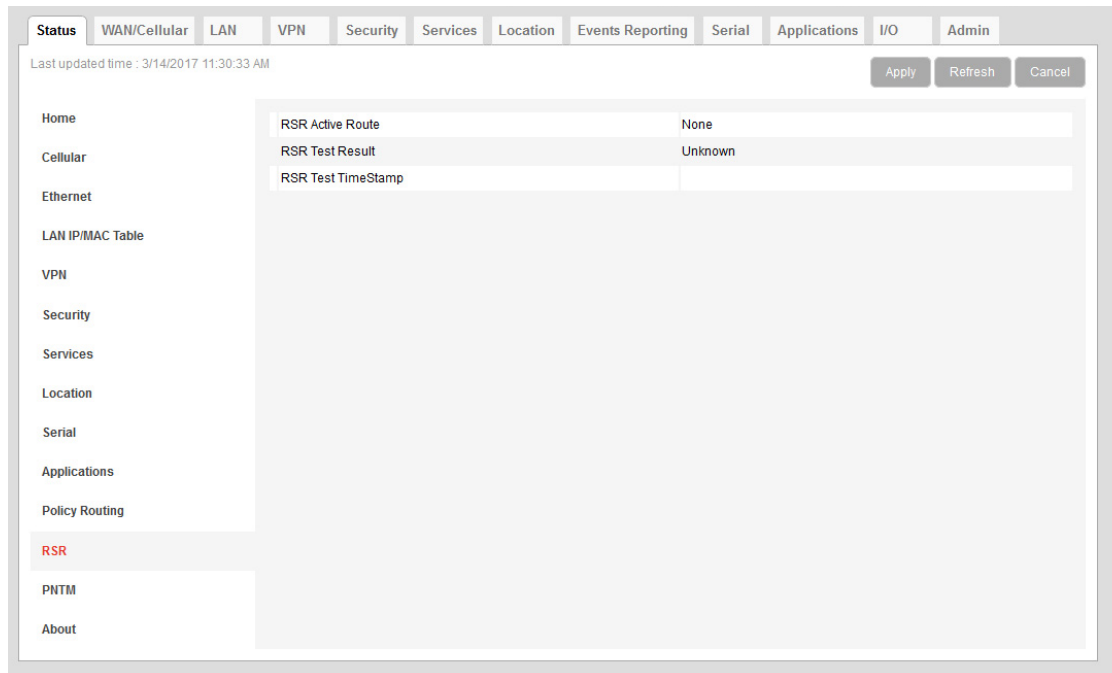 Status WAN/Cellular LAN VPN Security Services Location Events Reporting Serial Applications I/O Admin
Last updated time : 3/14/2017 11:30:33 AM
Apply Refresh Cancel
Home
Cellular
Ethernet
LAN IP/MAC Table
VPN
Security
Services
Location
Serial
Applications
Policy Routing
RSR
PNTM
About
RSR Active Route None
RSR Test Result Unknown
RSR Test TimeStamp